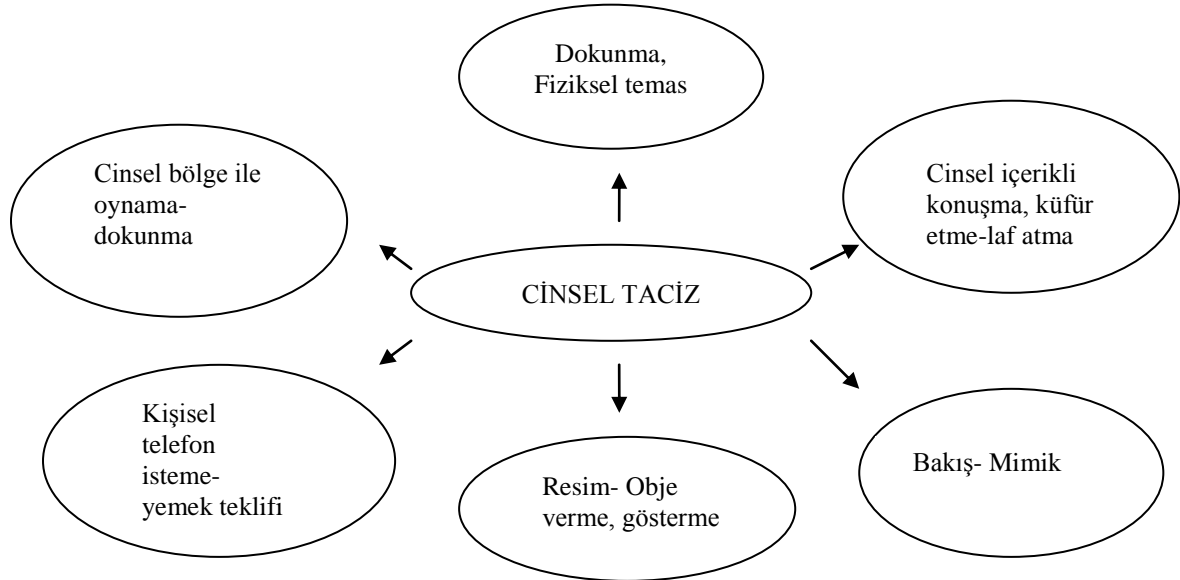 Dokunma,
Fiziksel temas
Cinsel bölge ile
oynama-
dokunma
Cinsel içerikli
konuşma, küfür
etme-laf atma
CİNSEL TACİZ
Kişisel
telefon
isteme-
yemek teklifi
Resim- Obje
verme, gösterme
Bakış- Mimik